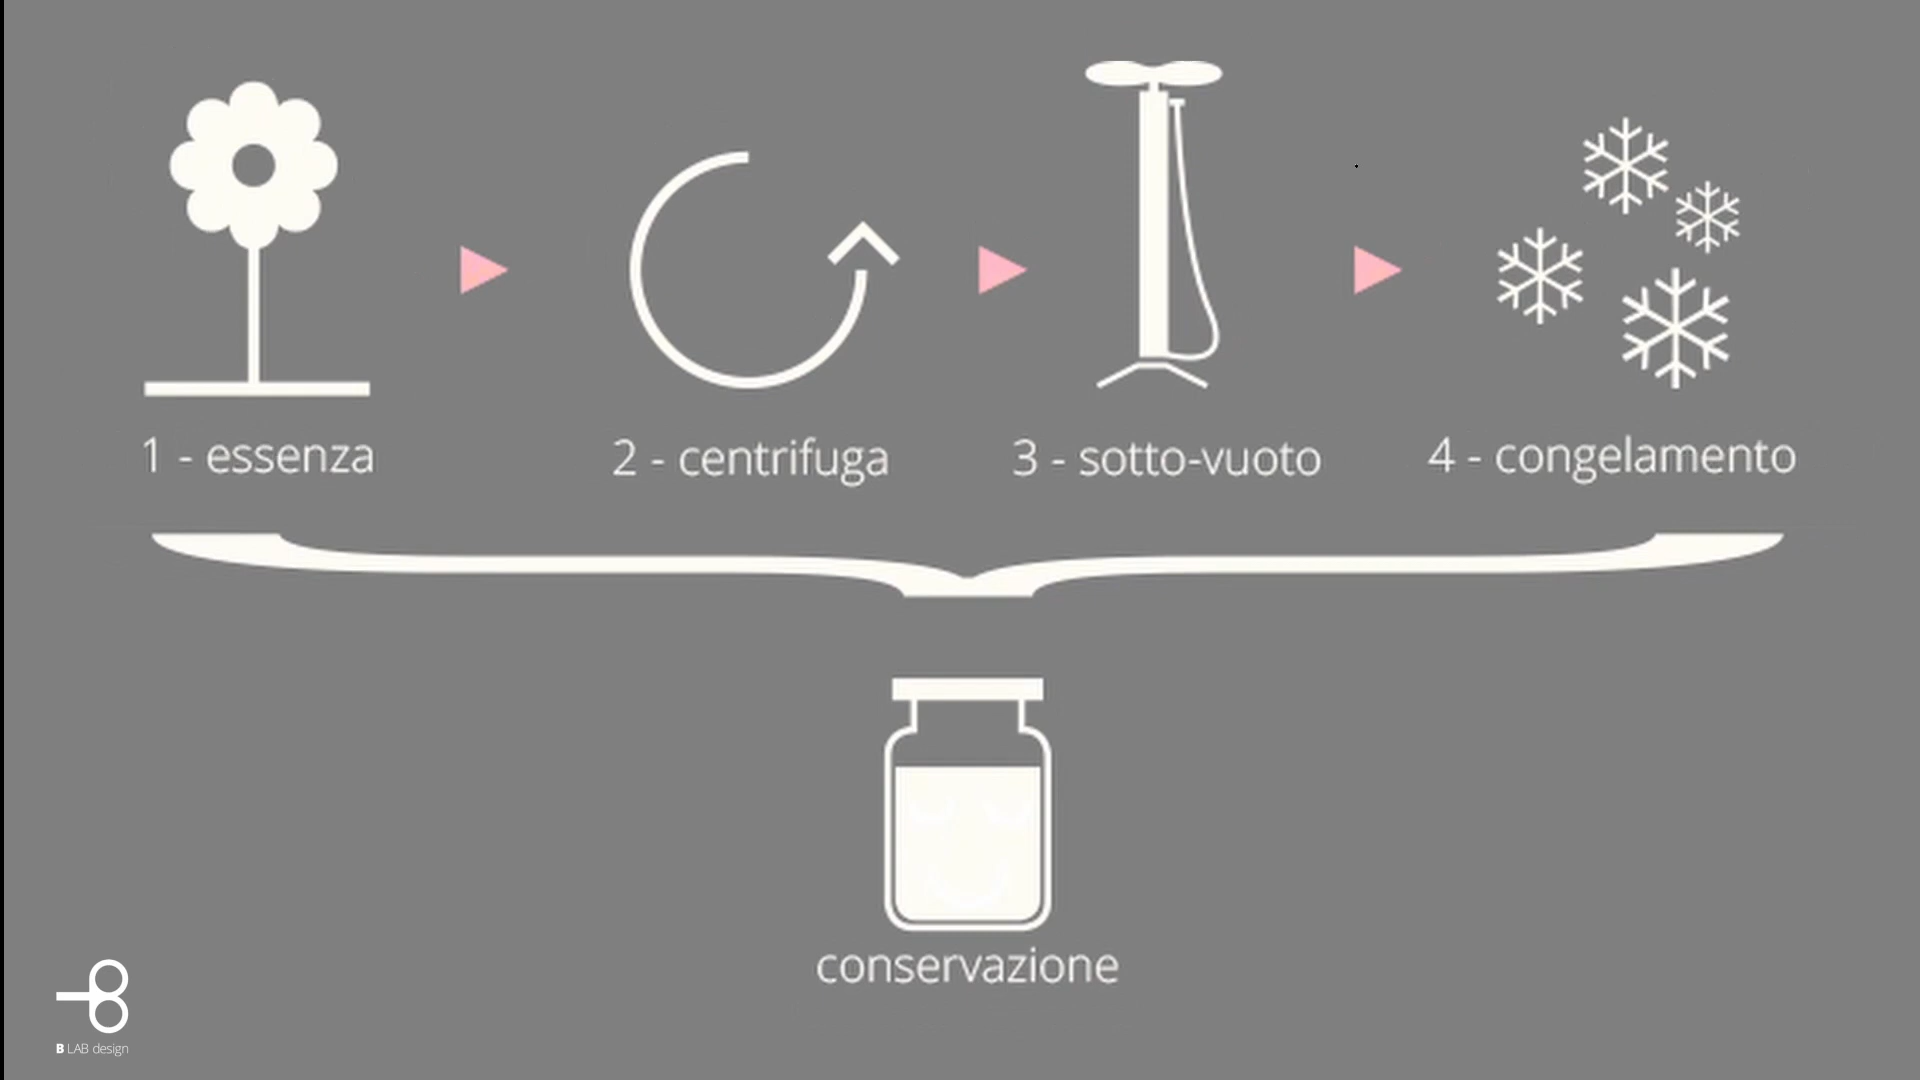 1 - essenza
2 - centrifuga
3 - sotto-vuoto
4 - congelamento
conservazione
B LAB design